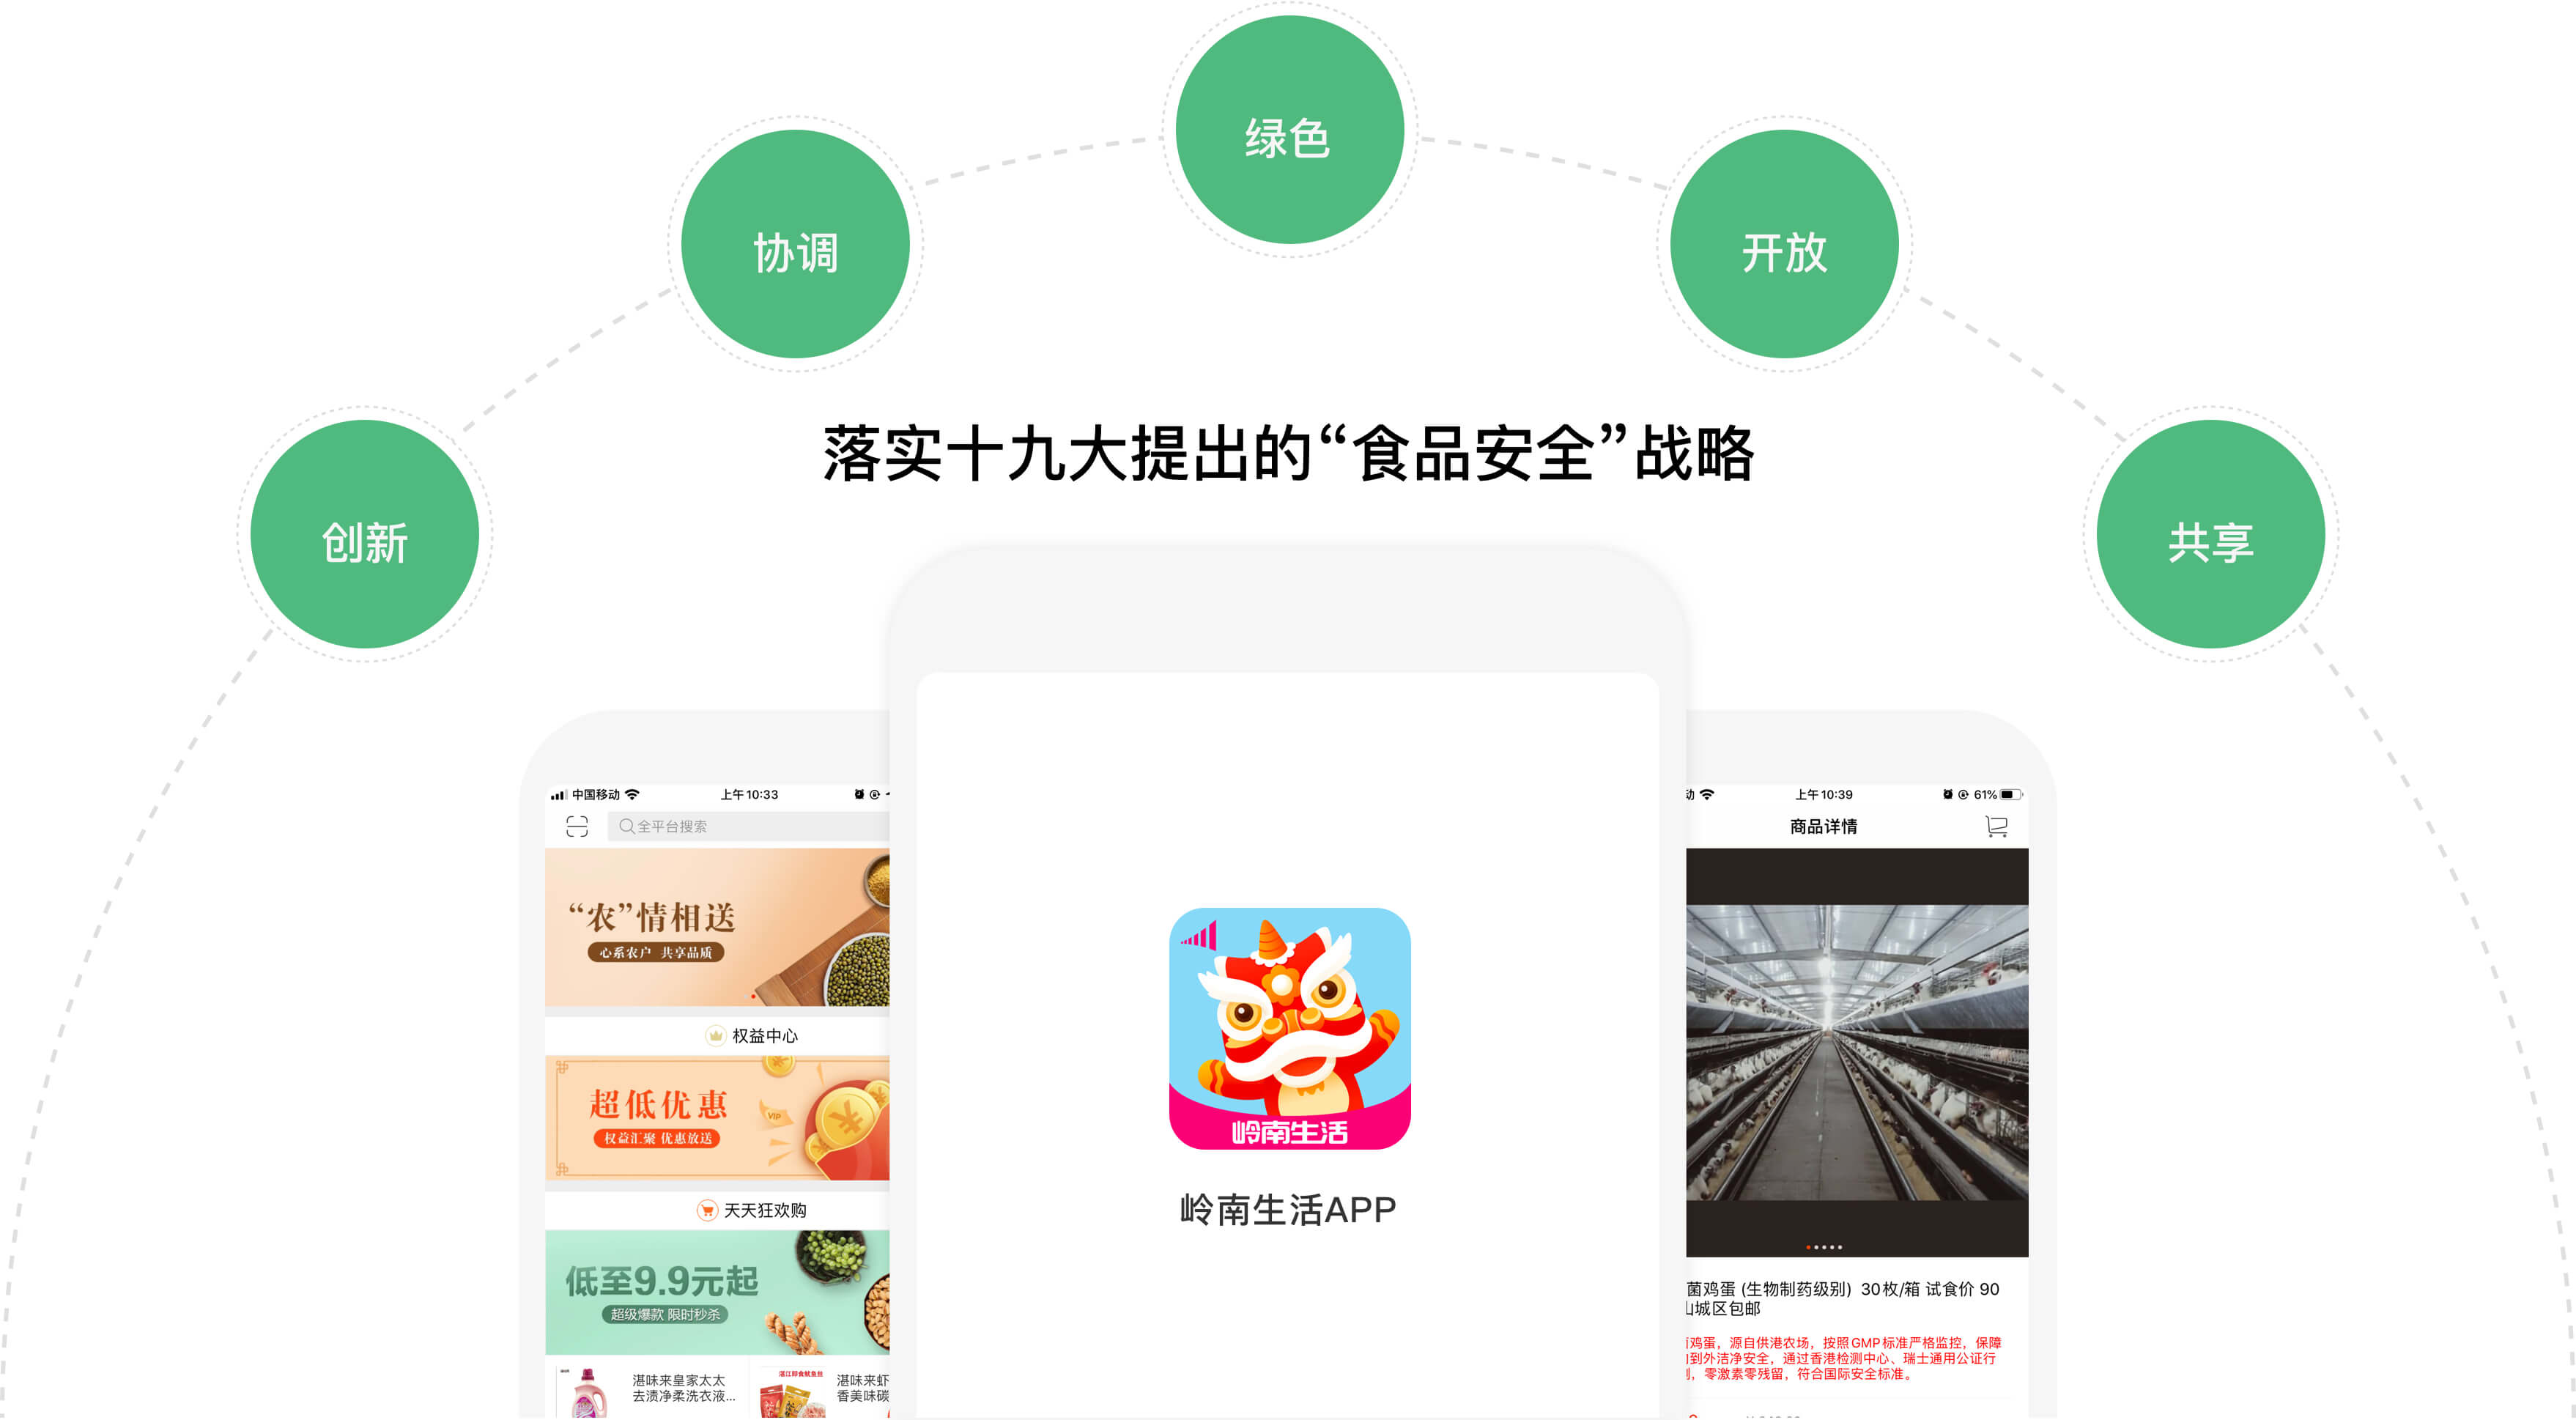 绿色
协调
开放
创新
共享
落实十九大提出的“食品安全”战略
中国移动
上午10:33
全平台搜索
“农”情相送
心系农户 共享品质
权益中心
超低优惠
权益汇聚 优惠放送
VIP
天天狂欢购
低至9.9元起
超级爆款 限时秒杀
湛味来皇家太太
去渍净柔洗衣液...
湛江即食鱿鱼丝
湛味来虾
香美味碳
岭南生活
岭南生活APP
动
上午10:39
61%
商品详情
菌鸡蛋 (生物制药级别) 30枚/箱 试食价 90
山城区包邮
鸡蛋，源自供港农场，按照GMP标准严格监控，保障
到外洁净安全，通过香港检测中心、瑞士通用公证行
，零激素零残留，符合国际安全标准。